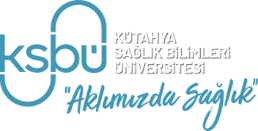 ksbü
KÜTAHYA
SAĞLIK BİLİMLERİ
ÜNİVERSİTESİ
"Aklımızda Sağlık"